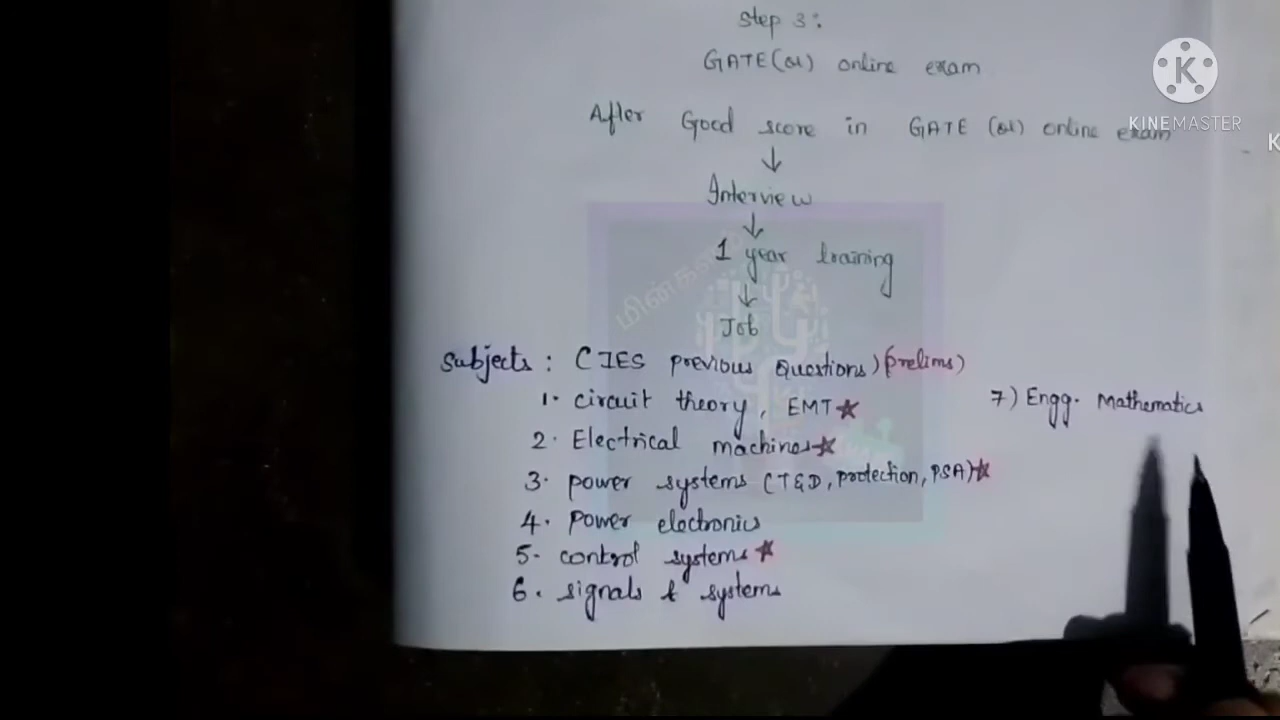 Step 3:
GATE (or) online exam
After Good score in GATE (or) online exam
Interview
1 year training
Job
Subjects: (IES previous Questions) (prelims)
1. circuit theory, EMT
2. Electrical machines
3. power systems (T&D, protection, PSA)
4. power electronics
5. control systems
6. signals & systems
7) Engg. Mathematics
KINEMASTER
K